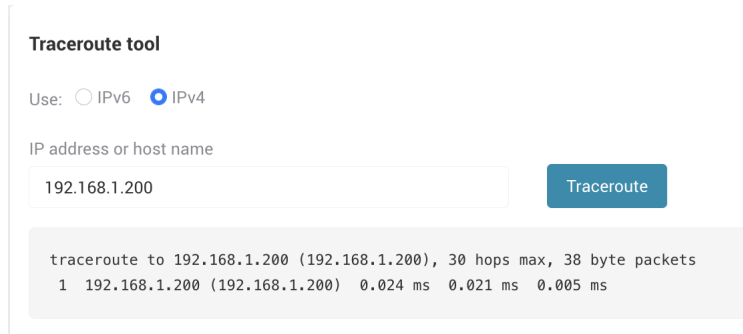 Traceroute tool
Use: IPv6 IPv4
IP address or host name
192.168.1.200 Traceroute
traceroute to 192.168.1.200 (192.168.1.200), 30 hops max, 38 byte packets
1 192.168.1.200 (192.168.1.200) 0.024 ms 0.021 ms 0.005 ms